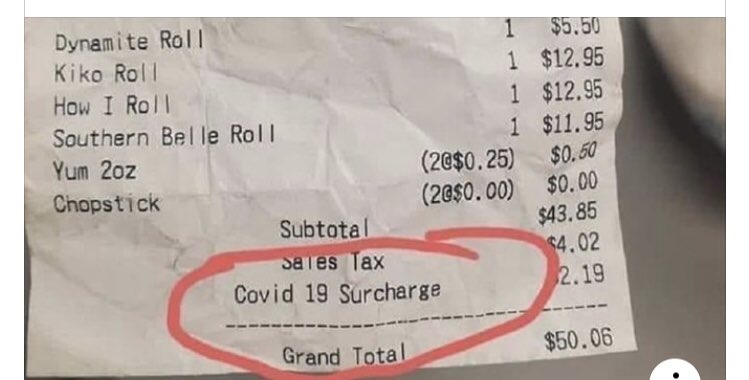 Dynamite Roll 1 $5.50
Kiko Roll 1 $12.95
How I Roll 1 $12.95
Southern Belle Roll 1 $11.95
Yum 2oz (2@$0.25) $0.50
Chopstick (2@$0.00) $0.00
Subtotal $43.85
Sales Tax $4.02
Covid 19 Surcharge 2.19
Grand Total $50.06